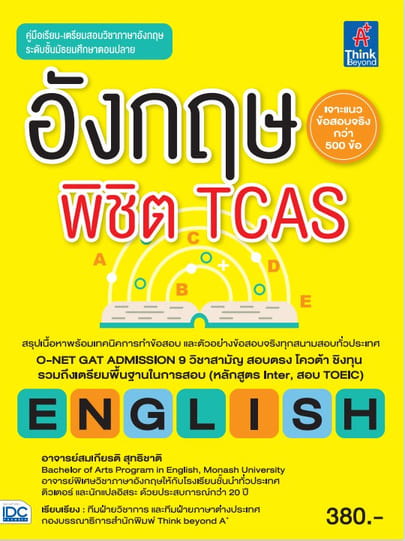 คู่มือเรียน-เตรียมสอบวิชาภาษาอังกฤษ
ระดับชั้นมัธยมศึกษาตอนปลาย
A+
Think
Beyond
อังกฤษ
เจาะแนว
ข้อสอบจริง
กว่า
500 ข้อ
พิชิต TCAS
A
C
B
D
E
สรุปเนื้อหาพร้อมเทคนิคการทำข้อสอบ และตัวอย่างข้อสอบจริงทุกสนามสอบทั่วประเทศ
O-NET GAT ADMISSION 9 วิชาสามัญ สอบตรง โควต้า ชิงทุน
รวมถึงเตรียมพื้นฐานในการสอบ (หลักสูตร Inter, สอบ TOEIC)
ENGLISH
อาจารย์สมเกียรติ สุทธิชาติ
Bachelor of Arts Program in English, Monash University
อาจารย์พิเศษวิชาภาษาอังกฤษให้กับโรงเรียนชั้นนำทั่วประเทศ
ติวเตอร์ และนักแปลอิสระ ด้วยประสบการณ์กว่า 20 ปี
เรียบเรียง : ทีมฝ่ายวิชาการ และทีมฝ่ายภาษาต่างประเทศ
กองบรรณาธิการสำนักพิมพ์ Think beyond A+
IDC
380.-